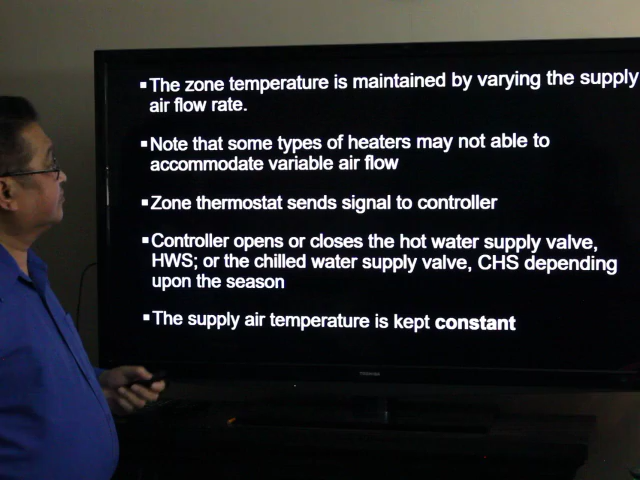 ▪The zone temperature is maintained by varying the supply
air flow rate.
▪Note that some types of heaters may not able to
accommodate variable air flow
▪Zone thermostat sends signal to controller
▪Controller opens or closes the hot water supply valve,
HWS; or the chilled water supply valve, CHS depending
upon the season
▪The supply air temperature is kept constant
TOSHIBA